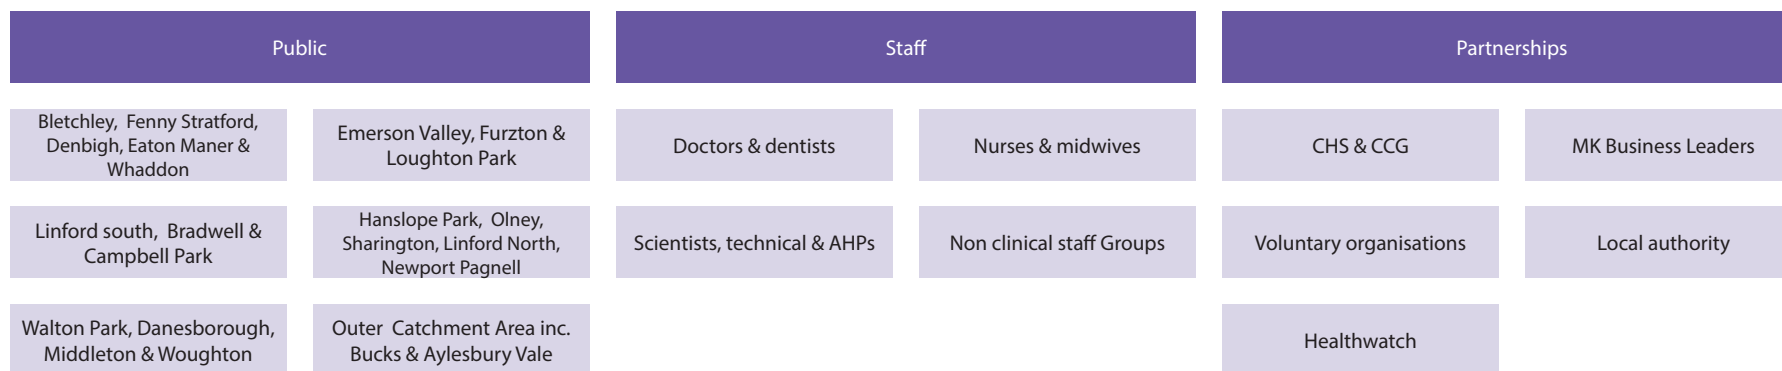 Public
Bletchley, Fenny Stratford,
Denbigh, Eaton Maner &
Whaddon
Emerson Valley, Furzton &
Loughton Park
Linford south, Bradwell &
Campbell Park
Hanslope Park, Olney,
Sharington, Linford North,
Newport Pagnell
Walton Park, Danesborough,
Middleton & Woughton
Outer Catchment Area inc.
Bucks & Aylesbury Vale
Staff
Doctors & dentists
Nurses & midwives
Scientists, technical & AHPs
Non clinical staff Groups
Partnerships
CHS & CCG
MK Business Leaders
Voluntary organisations
Local authority
Healthwatch